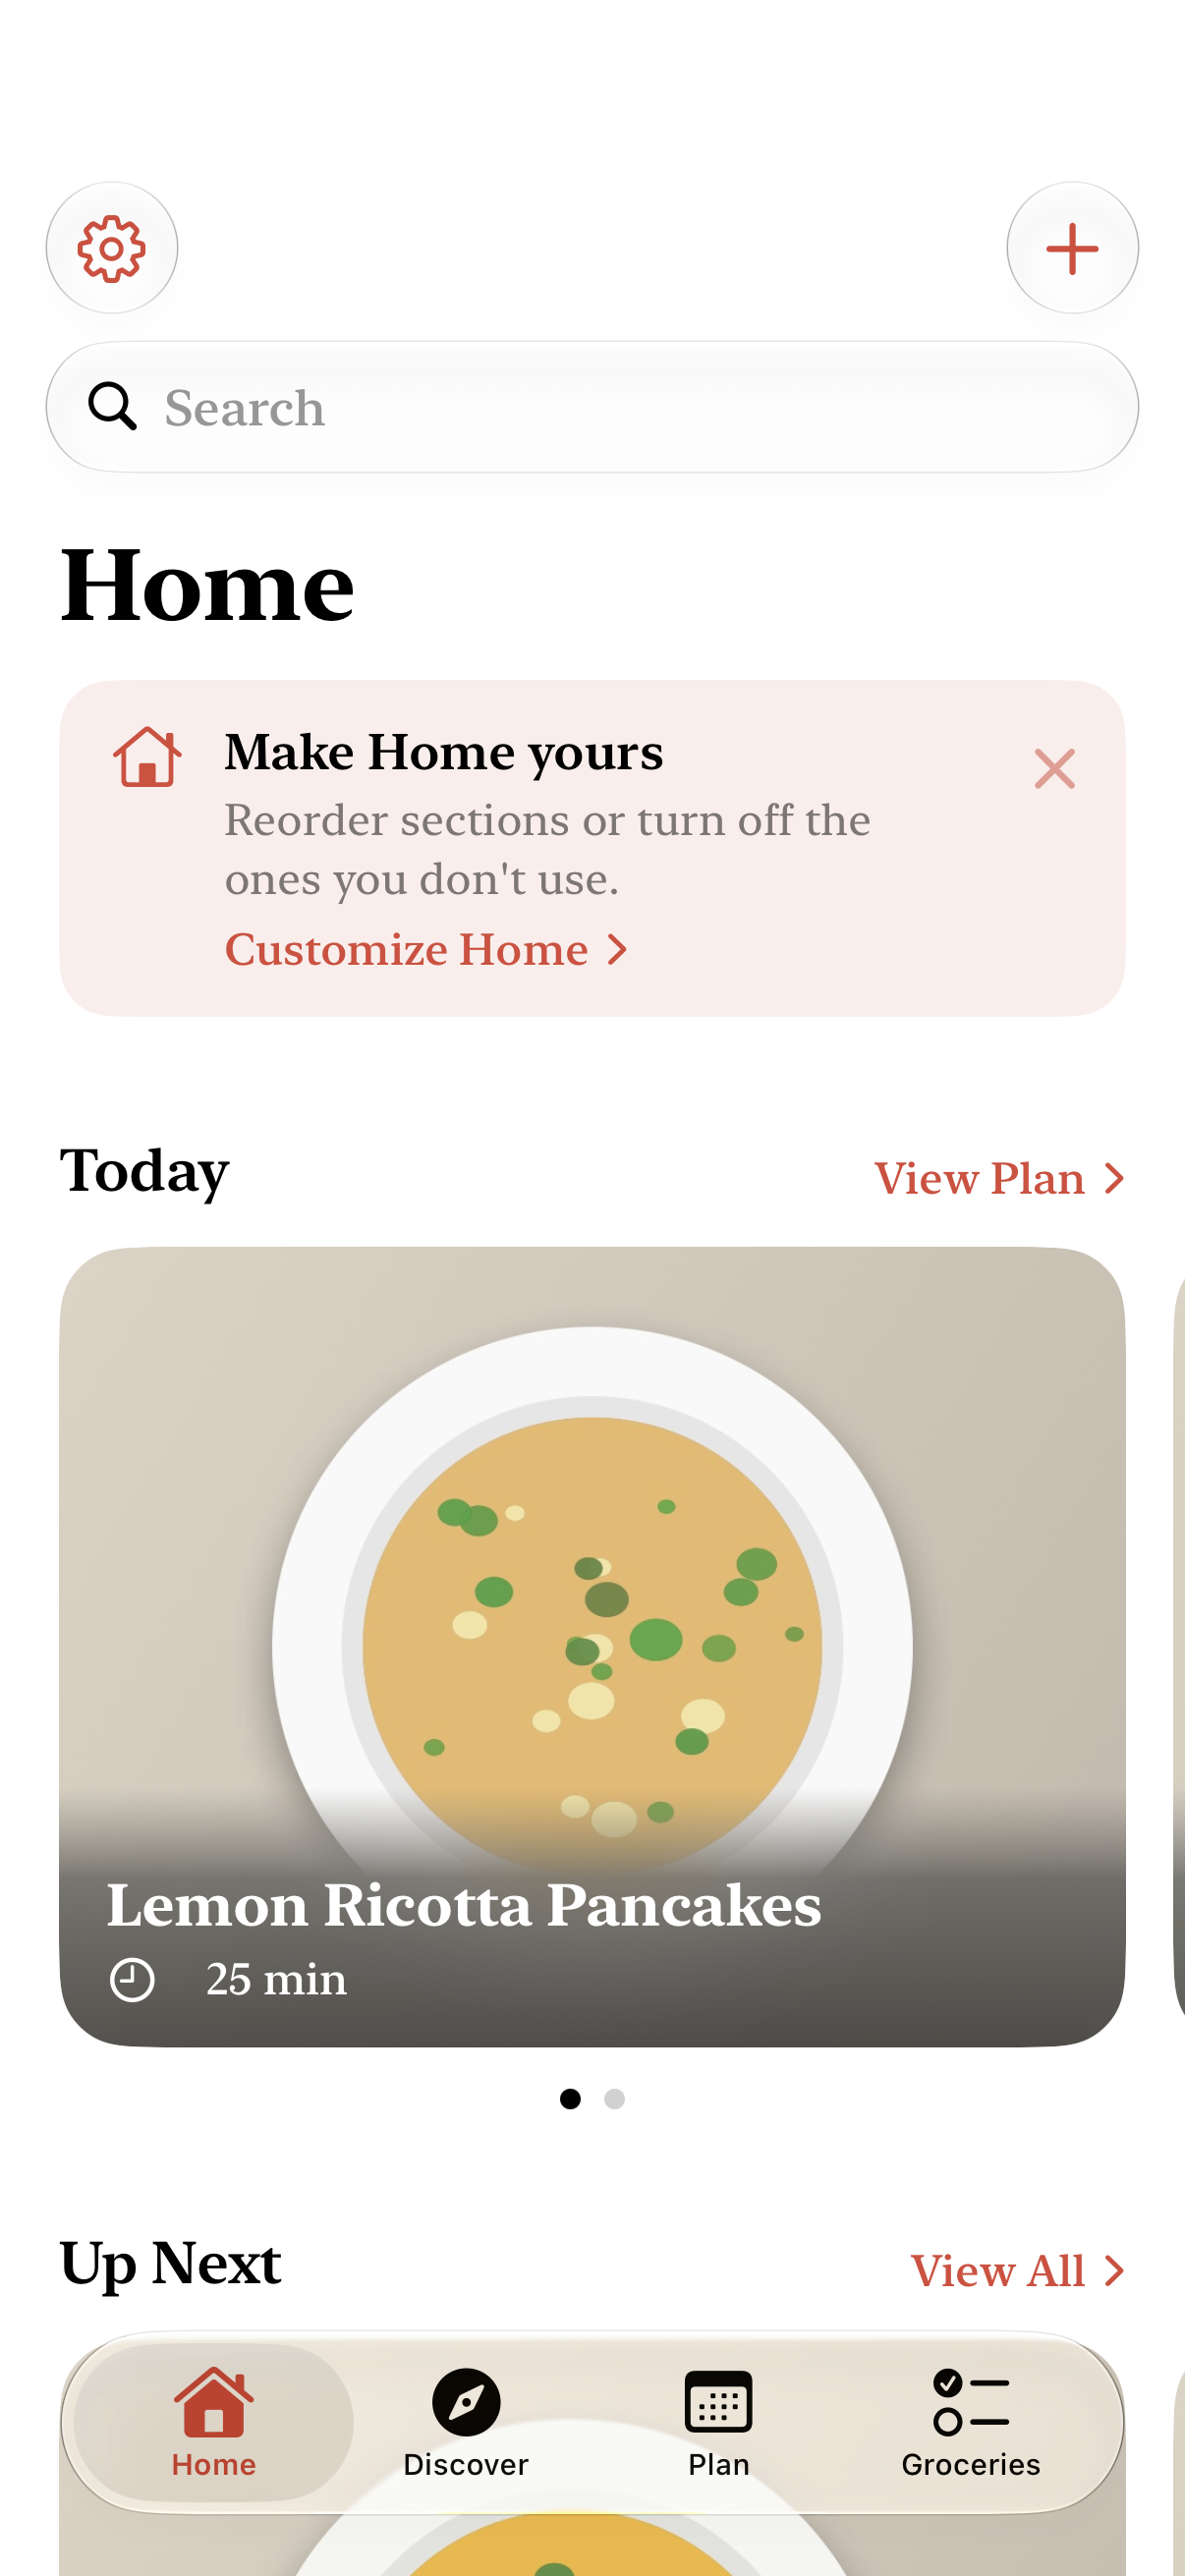 Search
Home
Make Home yours
Reorder sections or turn off the
ones you don't use.
Customize Home
Today
View Plan
Lemon Ricotta Pancakes
25 min
Up Next
View All
Home
Discover
Plan
Groceries